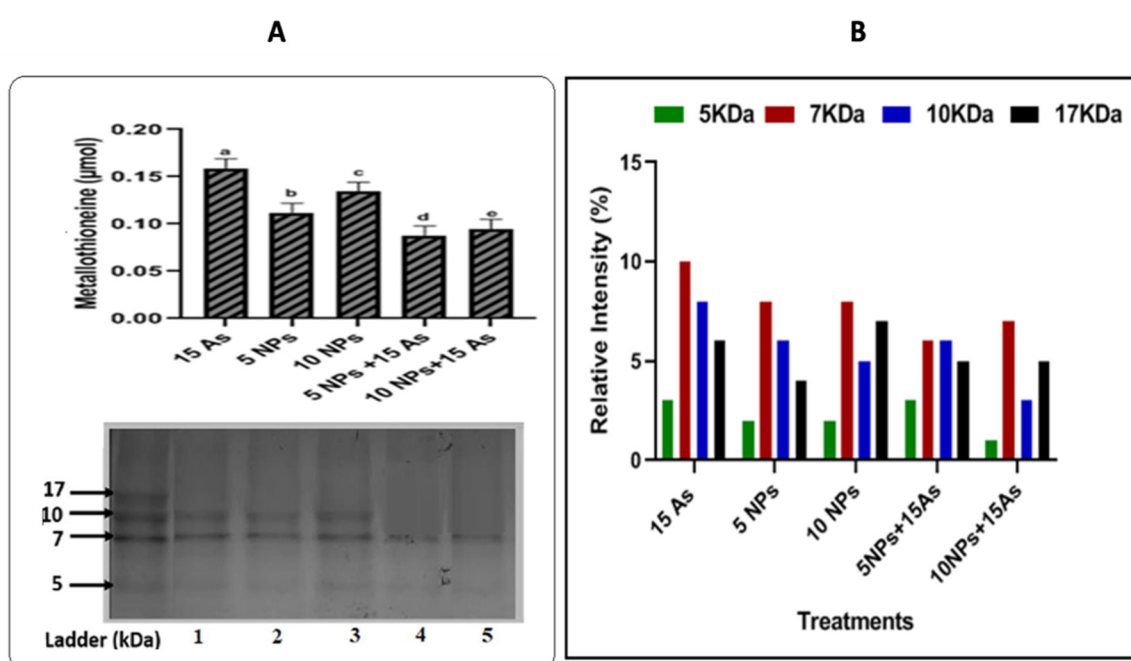 A
B
Metallothioneine (µmol)
0.20
0.15
0.10
0.05
0.00
a
b
c
d
e
15 As
5 NPs
10 NPs
5 NPs +15 As
10 NPs+15 As
17
10
7
5
Ladder (kDa) 1 2 3 4 5
5KDa 7KDa 10KDa 17KDa
Relative Intensity (%)
15
10
5
0
15 As
5 NPs
10 NPs
5NPs+15As
10NPs+15As
Treatments